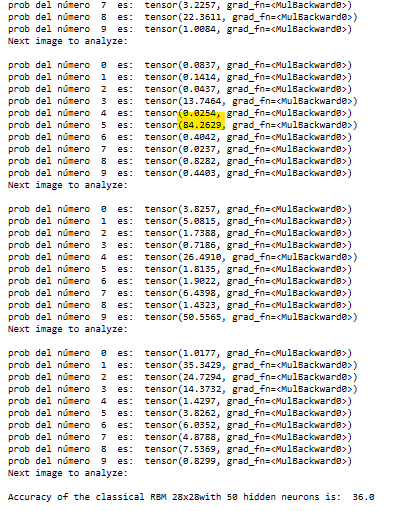 prob del número 7 es: tensor(3.2257, grad_fn=<MulBackward0>)
prob del número 8 es: tensor(22.3611, grad_fn=<MulBackward0>)
prob del número 9 es: tensor(1.0084, grad_fn=<MulBackward0>)
Next image to analyze:
prob del número 0 es: tensor(0.0837, grad_fn=<MulBackward0>)
prob del número 1 es: tensor(0.1414, grad_fn=<MulBackward0>)
prob del número 2 es: tensor(0.0437, grad_fn=<MulBackward0>)
prob del número 3 es: tensor(13.7464, grad_fn=<MulBackward0>)
prob del número 4 es: tensor(0.0254, grad_fn=<MulBackward0>)
prob del número 5 es: tensor(84.2629, grad_fn=<MulBackward0>)
prob del número 6 es: tensor(0.4042, grad_fn=<MulBackward0>)
prob del número 7 es: tensor(0.0237, grad_fn=<MulBackward0>)
prob del número 8 es: tensor(0.8282, grad_fn=<MulBackward0>)
prob del número 9 es: tensor(0.4403, grad_fn=<MulBackward0>)
Next image to analyze:
prob del número 0 es: tensor(3.8257, grad_fn=<MulBackward0>)
prob del número 1 es: tensor(5.0815, grad_fn=<MulBackward0>)
prob del número 2 es: tensor(1.7388, grad_fn=<MulBackward0>)
prob del número 3 es: tensor(0.7186, grad_fn=<MulBackward0>)
prob del número 4 es: tensor(26.4910, grad_fn=<MulBackward0>)
prob del número 5 es: tensor(1.8135, grad_fn=<MulBackward0>)
prob del número 6 es: tensor(1.9022, grad_fn=<MulBackward0>)
prob del número 7 es: tensor(6.4398, grad_fn=<MulBackward0>)
prob del número 8 es: tensor(1.4323, grad_fn=<MulBackward0>)
prob del número 9 es: tensor(50.5565, grad_fn=<MulBackward0>)
Next image to analyze:
prob del número 0 es: tensor(1.0177, grad_fn=<MulBackward0>)
prob del número 1 es: tensor(35.3429, grad_fn=<MulBackward0>)
prob del número 2 es: tensor(24.7294, grad_fn=<MulBackward0>)
prob del número 3 es: tensor(14.3732, grad_fn=<MulBackward0>)
prob del número 4 es: tensor(1.4297, grad_fn=<MulBackward0>)
prob del número 5 es: tensor(3.8262, grad_fn=<MulBackward0>)
prob del número 6 es: tensor(6.0352, grad_fn=<MulBackward0>)
prob del número 7 es: tensor(4.8788, grad_fn=<MulBackward0>)
prob del número 8 es: tensor(7.5369, grad_fn=<MulBackward0>)
prob del número 9 es: tensor(0.8299, grad_fn=<MulBackward0>)
Next image to analyze:
Accuracy of the classical RBM 28x28with 50 hidden neurons is: 36.0